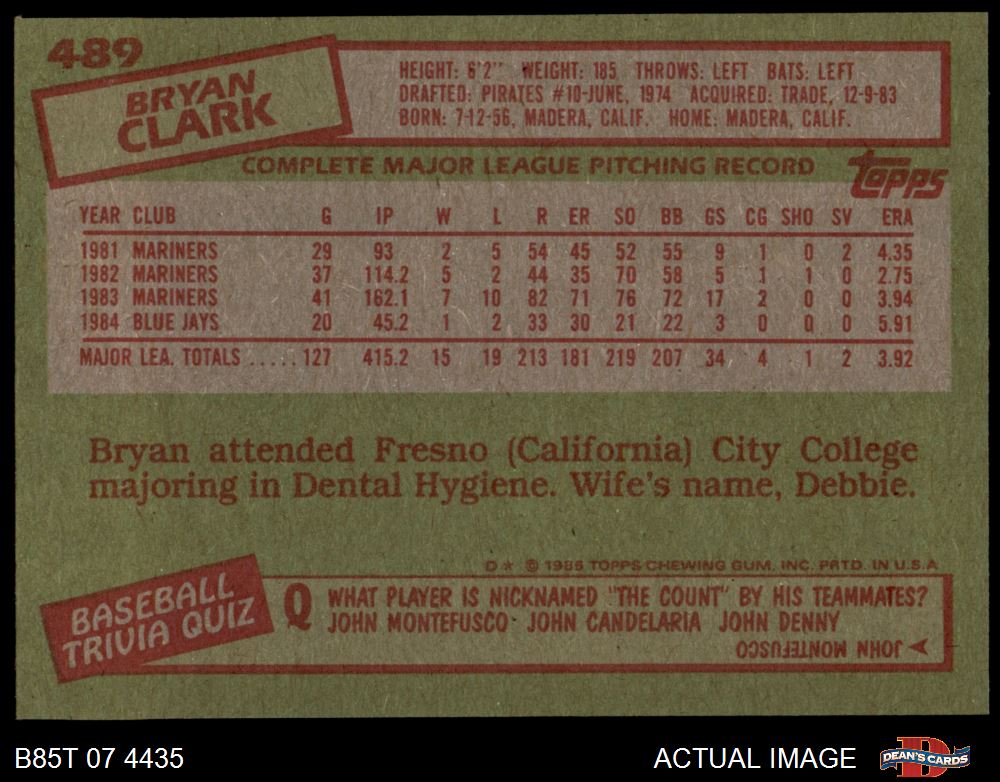 489
BRYAN
CLARK
HEIGHT: 6'2" WEIGHT: 185 THROWS: LEFT BATS: LEFT
DRAFTED: PIRATES #10-JUNE, 1974 ACQUIRED: TRADE, 12-9-83
BORN: 7-12-56, MADERA, CALIF. HOME: MADERA, CALIF.
COMPLETE MAJOR LEAGUE PITCHING RECORD
Topps
YEAR CLUB G IP W L R ER SO BB GS CG SHO SV ERA
1981 MARINERS 29 93 2 5 54 45 52 55 9 1 0 2 4.35
1982 MARINERS 37 114.2 5 2 44 35 70 58 5 1 1 0 2.75
1983 MARINERS 41 162.1 7 10 82 71 76 72 17 2 0 0 3.94
1984 BLUE JAYS 20 45.2 1 2 33 30 21 22 3 0 0 0 5.91
MAJOR LEA. TOTALS ..... 127 415.2 15 19 213 181 219 207 34 4 1 2 3.92
Bryan attended Fresno (California) City College
majoring in Dental Hygiene. Wife's name, Debbie.
D* © 1985 TOPPS CHEWING GUM, INC. PRTD. IN U.S.A
BASEBALL
TRIVIA QUIZ
Q WHAT PLAYER IS NICKNAMED "THE COUNT" BY HIS TEAMMATES?
JOHN MONTEFUSCO JOHN CANDELARIA JOHN DENNY
JOHN MONTEFUSCO
B85T 07 4435
ACTUAL IMAGE
D
DEAN'S CARDS